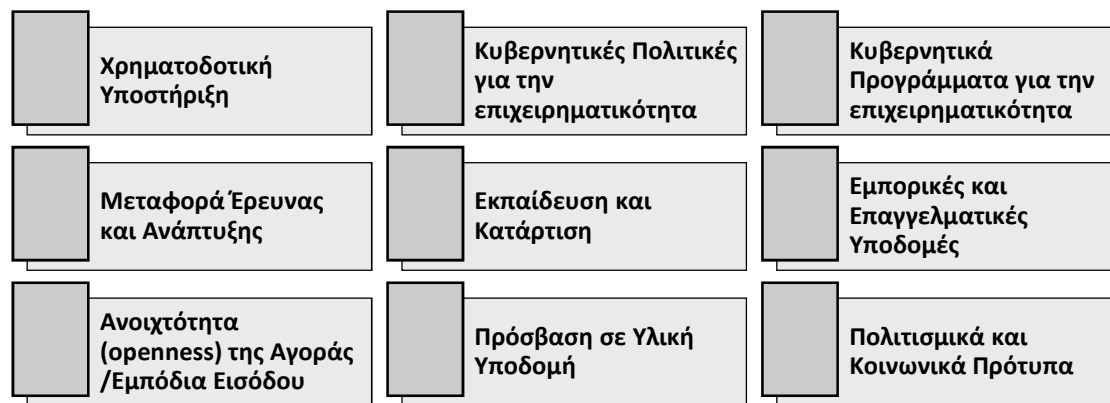 Χρηματοδοτική
Υποστήριξη
Κυβερνητικές Πολιτικές
για την
επιχειρηματικότητα
Κυβερνητικά
Προγράμματα για την
επιχειρηματικότητα
Μεταφορά Έρευνας
και Ανάπτυξης
Εκπαίδευση και
Κατάρτιση
Εμπορικές και
Επαγγελματικές
Υποδομές
Ανοιχτότητα
(openness) της Αγοράς
/Εμπόδια Εισόδου
Πρόσβαση σε Υλική
Υποδομή
Πολιτισμικά και
Κοινωνικά Πρότυπα